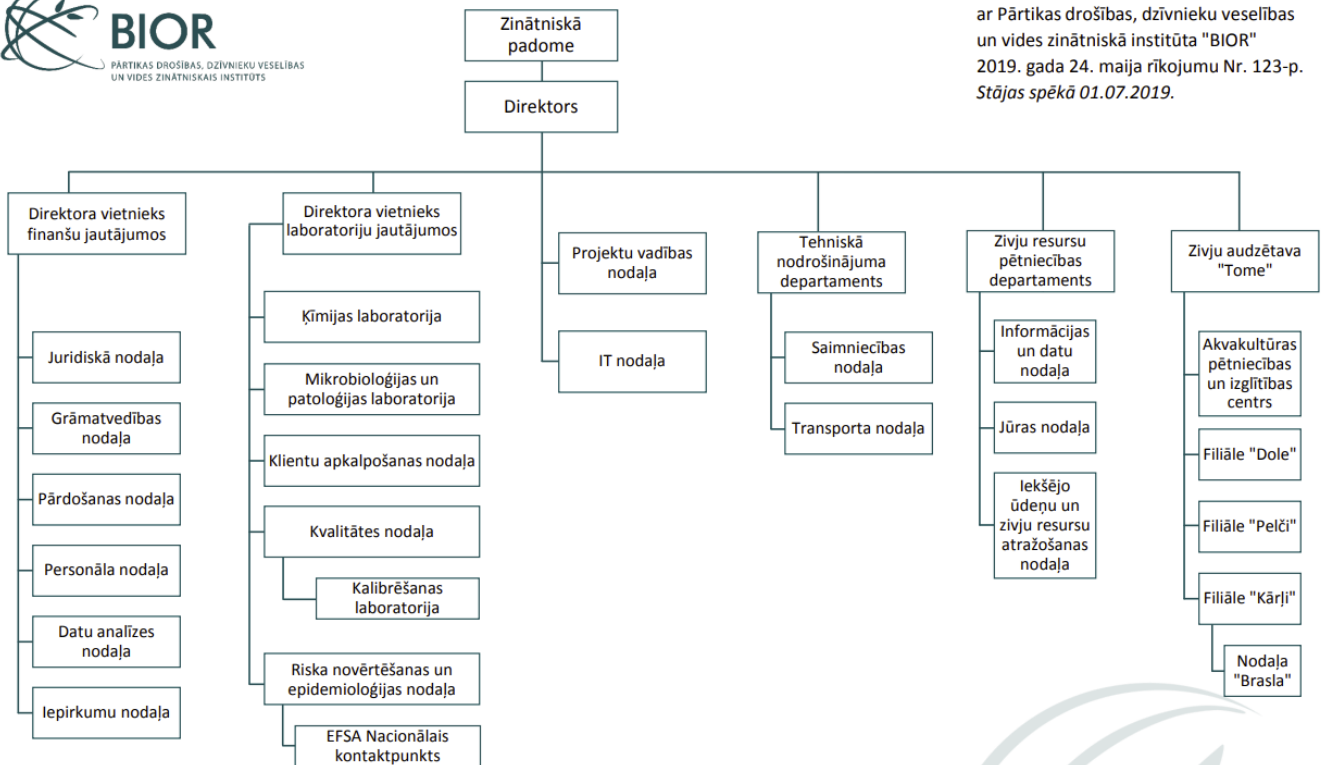 BIOR
PĀRTIKAS DROŠĪBAS, DZĪVNIEKU VESELĪBAS
UN VIDES ZINĀTNISKAIS INSTITŪTS
ar Pārtikas drošības, dzīvnieku veselības
un vides zinātniskā institūta "BIOR"
2019. gada 24. maija rīkojumu Nr. 123-p.
Stājas spēkā 01.07.2019.
Zinātniskā
padome
Direktors
Direktora vietnieks
finanšu jautājumos
Juridiskā nodaļa
Grāmatvedības
nodaļa
Pārdošanas nodaļa
Personāla nodaļa
Datu analīzes
nodaļa
Iepirkumu nodaļa
Direktora vietnieks
laboratoriju jautājumos
Ķīmijas laboratorija
Mikrobioloģijas un
patoloģijas laboratorija
Klientu apkalpošanas nodaļa
Kvalitātes nodaļa
Kalibrēšanas
laboratorija
Riska novērtēšanas un
epidemioloģijas nodaļa
EFSA Nacionālais
kontaktpunkts
Projektu vadības
nodaļa
IT nodaļa
Tehniskā
nodrošinājuma
departaments
Saimniecības
nodaļa
Transporta nodaļa
Zivju resursu
pētniecības
departaments
Informācijas
un datu
nodaļa
Jūras nodaļa
Iekšējo
ūdeņu un
zivju resursu
atražošanas
nodaļa
Zivju audzētava
"Tome"
Akvakultūras
pētniecības
un izglītības
centrs
Filiāle "Dole"
Filiāle "Pelči"
Filiāle "Kārļi"
Nodaļa
"Brasla"